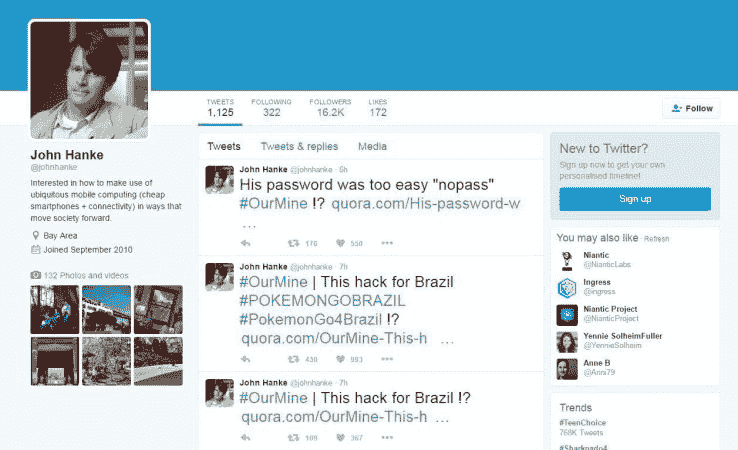 TWEETS FOLLOWING FOLLOWERS LIKES
1,125 322 16.2K 172
Follow
John Hanke
@johnhanke
Interested in how to make use of
ubiquitous mobile computing (cheap
smartphones + connectivity) in ways that
move society forward.
Bay Area
Joined September 2010
132 Photos and videos
Tweets Tweets & replies Media
John Hanke @johnhanke · 5h
His password was too easy "nopass"
#OurMine !? quora.com/His-password-w
...
176 550
John Hanke @johnhanke · 7h
#OurMine | This hack for Brazil
#POKEMONGOBRAZIL
#PokemonGo4Brazil !?
quora.com/OurMine-This-h ...
430 993
John Hanke @johnhanke · 7h
#OurMine | This hack for Brazil !?
quora.com/OurMine-This-h ...
109 367
New to Twitter?
Sign up now to get your own
personalised timeline!
Sign up
You may also like · Refresh
Niantic
@NianticLabs
Ingress
@ingress
Niantic Project
@NianticProject
Yennie SolheimFuller
@YennieSolheim
Anne B
@Anni79
Trends
#TeenChoice
768K Tweets
#Sharknado4